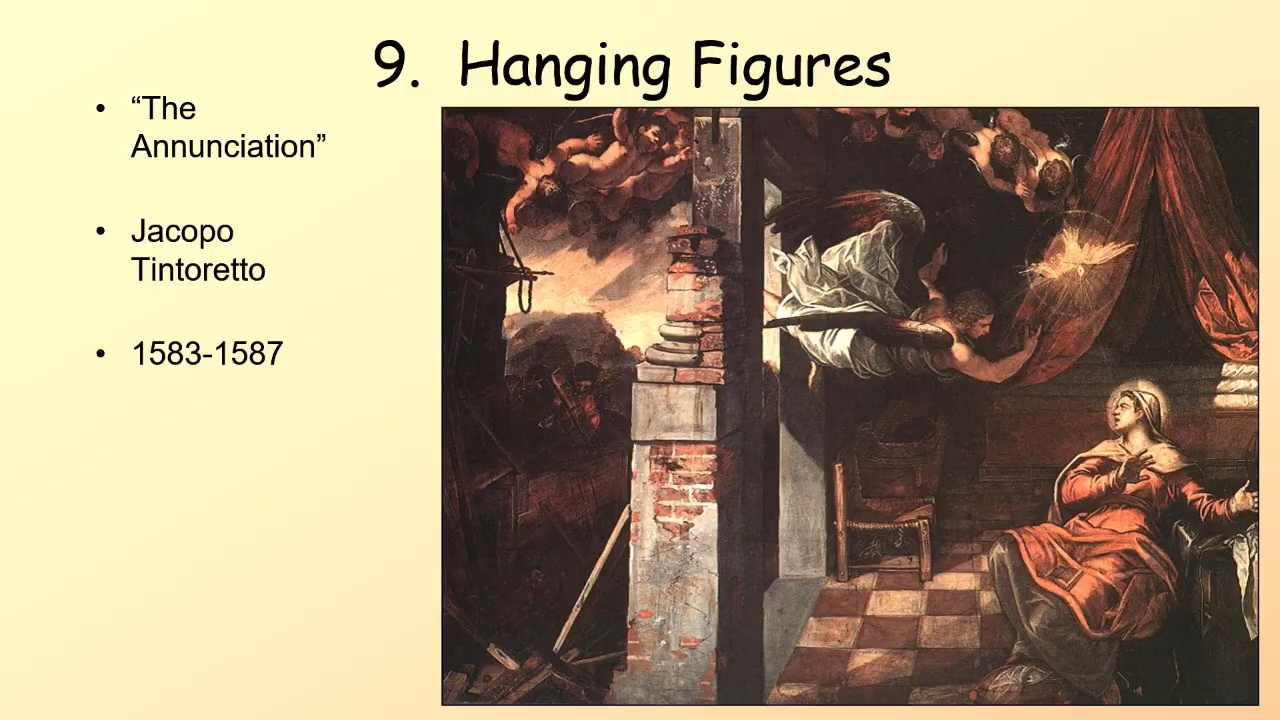 9. Hanging Figures
• “The
Annunciation”
• Jacopo
Tintoretto
• 1583-1587